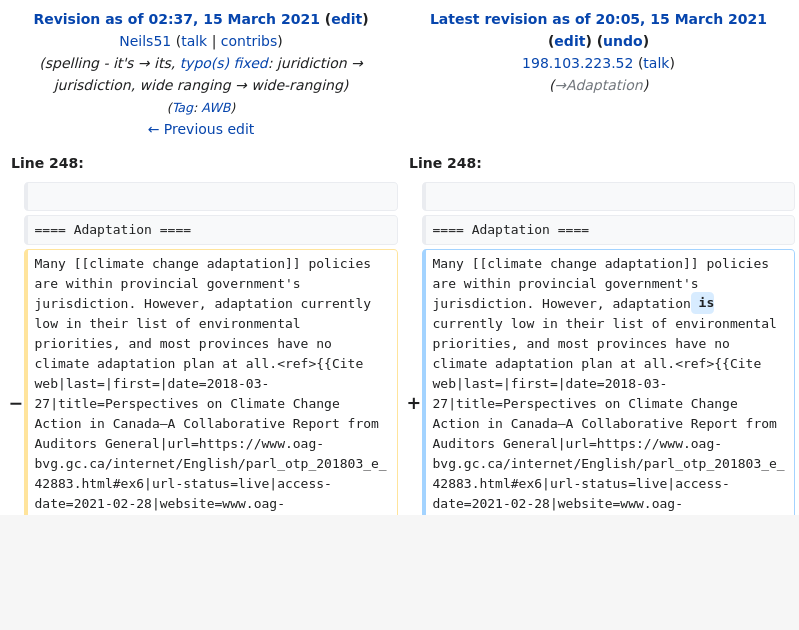 Revision as of 02:37, 15 March 2021 (edit)
Neils51 (talk | contribs)
(spelling - it's → its, typo(s) fixed: juridiction →
jurisdiction, wide ranging → wide-ranging)
(Tag: AWB)
← Previous edit
Latest revision as of 20:05, 15 March 2021
(edit) (undo)
198.103.223.52 (talk)
(→Adaptation)
Line 248:
Line 248:
==== Adaptation ====
==== Adaptation ====
−
Many [[climate change adaptation]] policies
are within provincial government's
jurisdiction. However, adaptation currently
low in their list of environmental
priorities, and most provinces have no
climate adaptation plan at all.<ref>{{Cite
web|last=|first=|date=2018-03-
27|title=Perspectives on Climate Change
Action in Canada—A Collaborative Report from
Auditors General|url=https://www.oag-
bvg.gc.ca/internet/English/parl_otp_201803_e_
42883.html#ex6|url-status=live|access-
date=2021-02-28|website=www.oag-
+
Many [[climate change adaptation]] policies
are within provincial government's
jurisdiction. However, adaptation is
currently low in their list of environmental
priorities, and most provinces have no
climate adaptation plan at all.<ref>{{Cite
web|last=|first=|date=2018-03-
27|title=Perspectives on Climate Change
Action in Canada—A Collaborative Report from
Auditors General|url=https://www.oag-
bvg.gc.ca/internet/English/parl_otp_201803_e_
42883.html#ex6|url-status=live|access-
date=2021-02-28|website=www.oag-